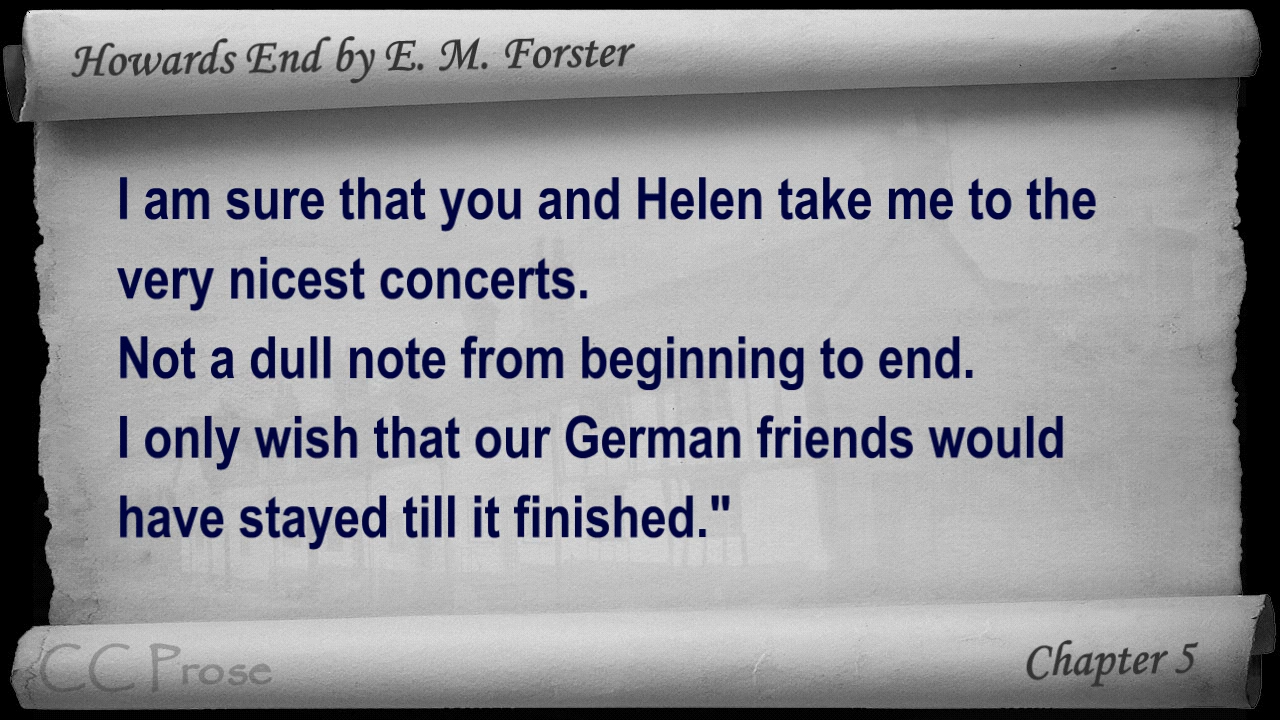 Howards End by E. M. Forster
I am sure that you and Helen take me to the
very nicest concerts.
Not a dull note from beginning to end.
I only wish that our German friends would
have stayed till it finished."
CC Prose
Chapter 5